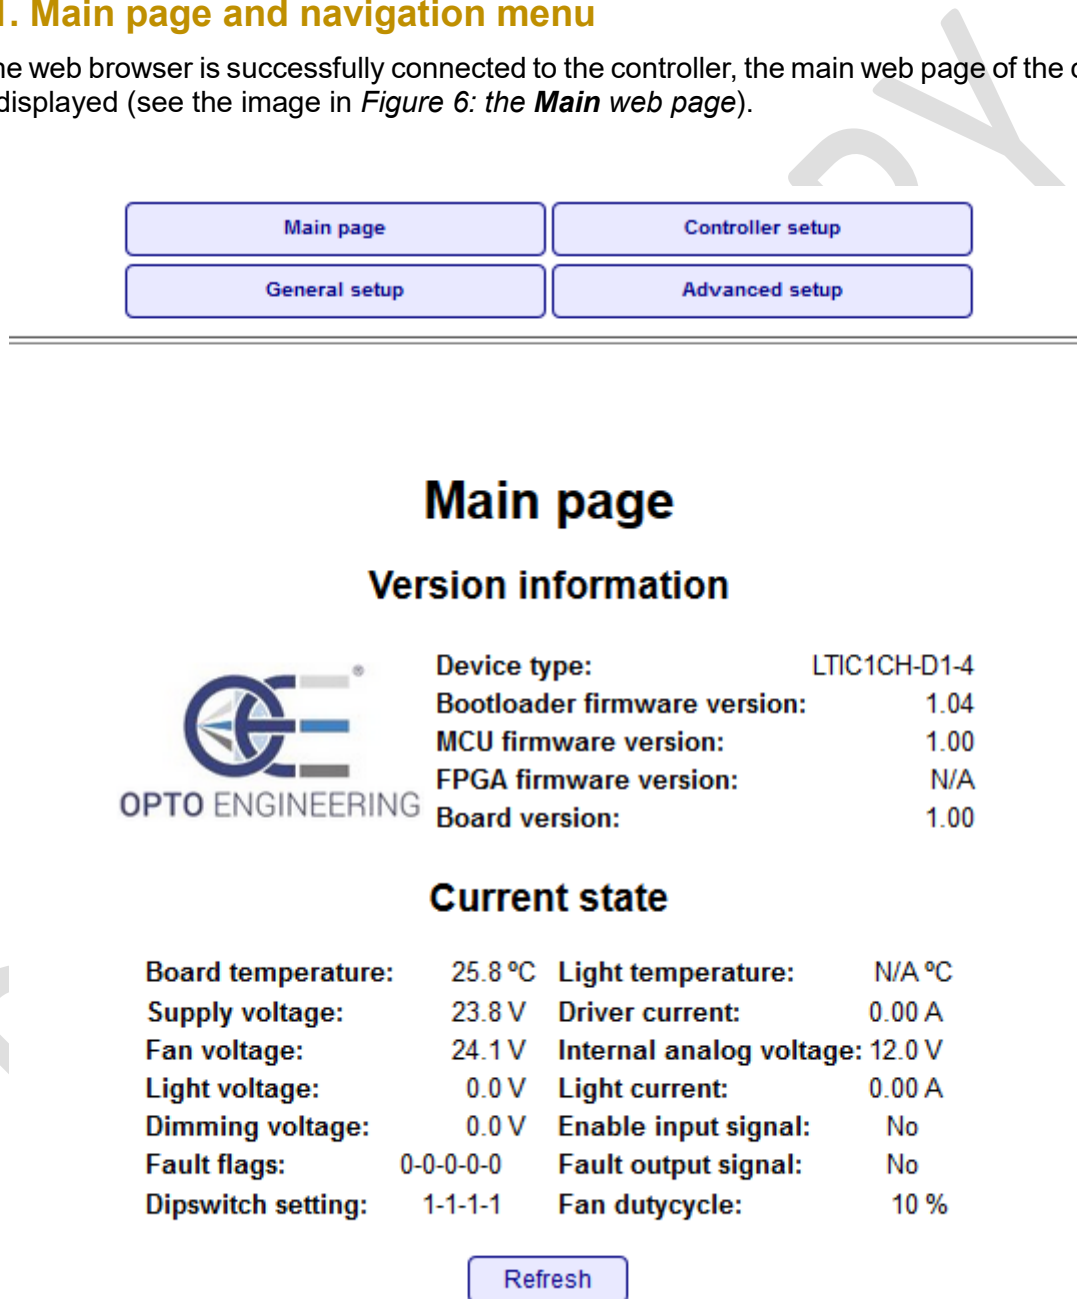 1. Main page and navigation menu
he web browser is successfully connected to the controller, the main web page of the
displayed (see the image in Figure 6: the Main web page).
Main page Controller setup
General setup Advanced setup
Main page
Version information
OPTO ENGINEERING
Device type: LTIC1CH-D1-4
Bootloader firmware version: 1.04
MCU firmware version: 1.00
FPGA firmware version: N/A
Board version: 1.00
Current state
Board temperature: 25.8 ºC Light temperature: N/A ºC
Supply voltage: 23.8 V Driver current: 0.00 A
Fan voltage: 24.1 V Internal analog voltage: 12.0 V
Light voltage: 0.0 V Light current: 0.00 A
Dimming voltage: 0.0 V Enable input signal: No
Fault flags: 0-0-0-0-0 Fault output signal: No
Dipswitch setting: 1-1-1-1 Fan dutycycle: 10 %
Refresh